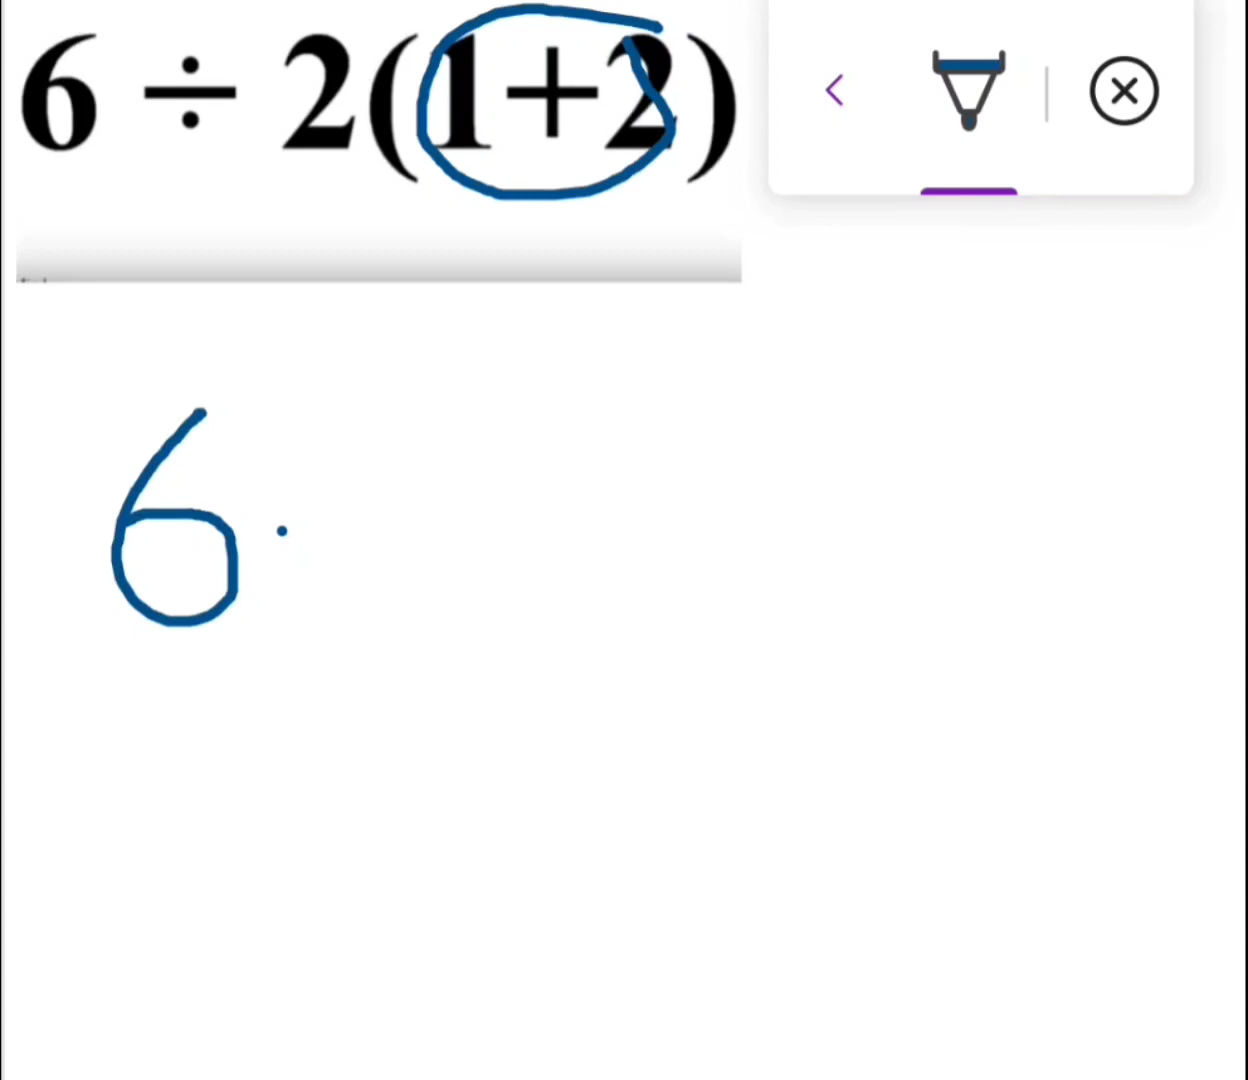 6 ÷ 2(1+2)
6 .